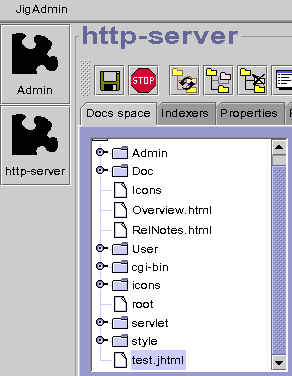 JigAdmin
Admin
http-server
http-server
STOP
Docs space
Indexers
Properties
Admin
Doc
Icons
Overview.html
RelNotes.html
User
cgi-bin
icons
root
servlet
style
test.jhtml